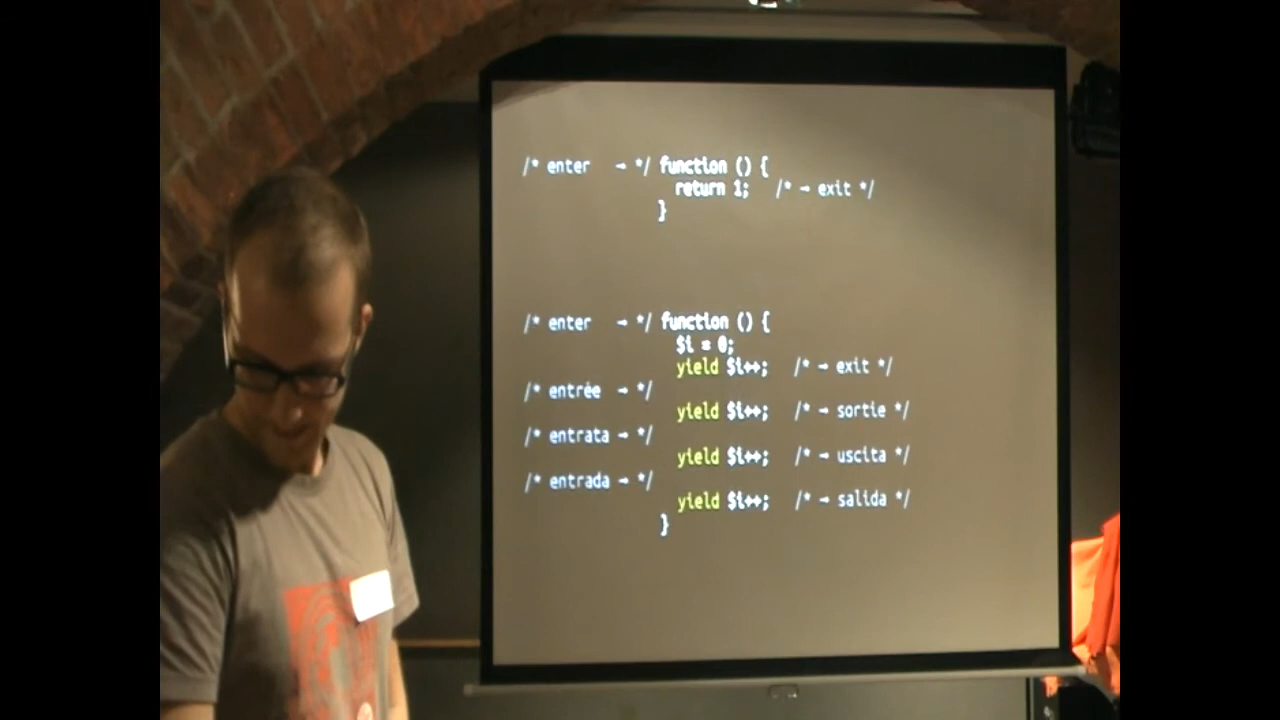 /* enter → */ function () {
return 1; /* → exit */
}
/* enter → */ function () {
$i = 0;
yield $i++; /* → exit */
/* entrée → */
yield $i++; /* → sortie */
/* entrata → */
yield $i++; /* → uscita */
/* entrada → */
yield $i++; /* → salida */
}